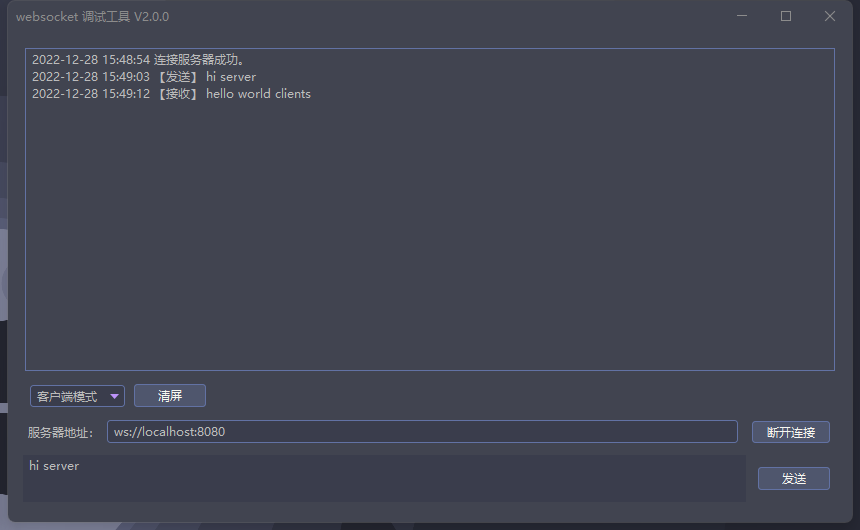 websocket 调试工具 V2.0.0
2022-12-28 15:48:54 连接服务器成功。
2022-12-28 15:49:03 【发送】 hi server
2022-12-28 15:49:12 【接收】 hello world clients
客户端模式 清屏
服务器地址： ws://localhost:8080 断开连接
hi server
发送